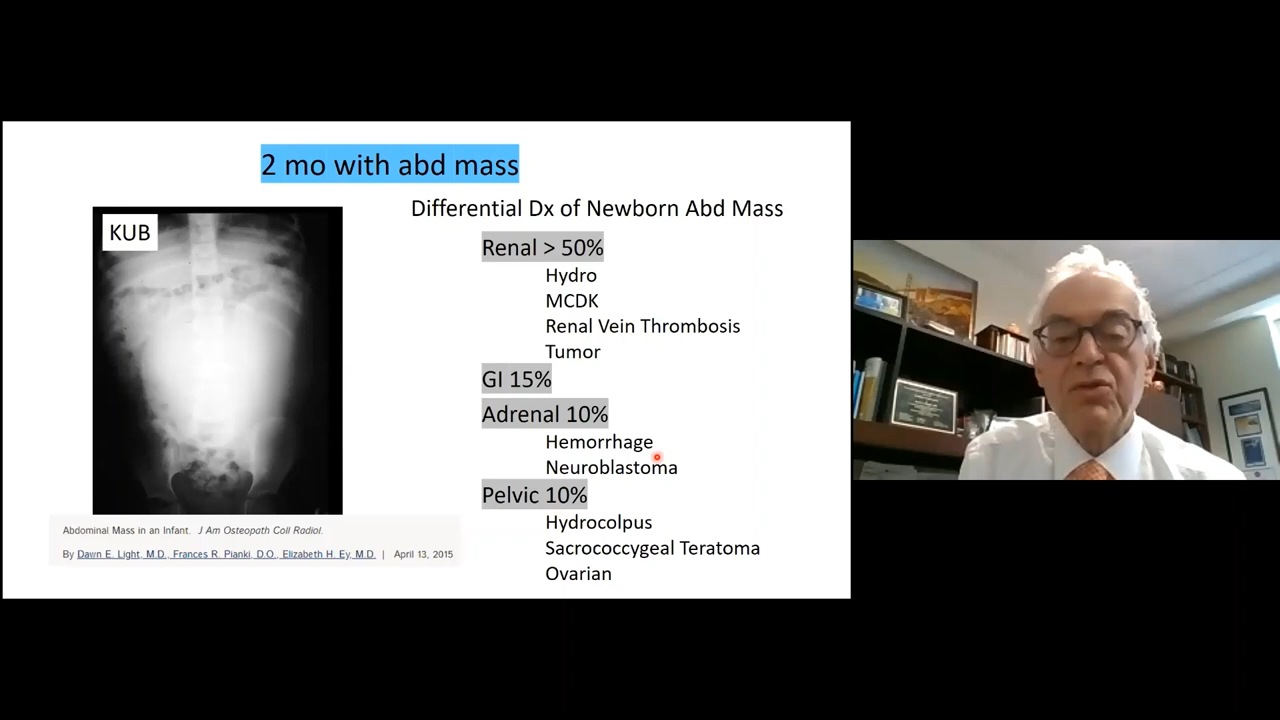 2 mo with abd mass
KUB
Differential Dx of Newborn Abd Mass
Renal > 50%
Hydro
MCDK
Renal Vein Thrombosis
Tumor
GI 15%
Adrenal 10%
Hemorrhage
Neuroblastoma
Pelvic 10%
Hydrocolpus
Sacrococcygeal Teratoma
Ovarian
Abdominal Mass in an Infant. J Am Osteopath Coll Radiol.
By Dawn E. Light, M.D., Frances R. Pianki, D.O., Elizabeth H. Ey, M.D. | April 13, 2015